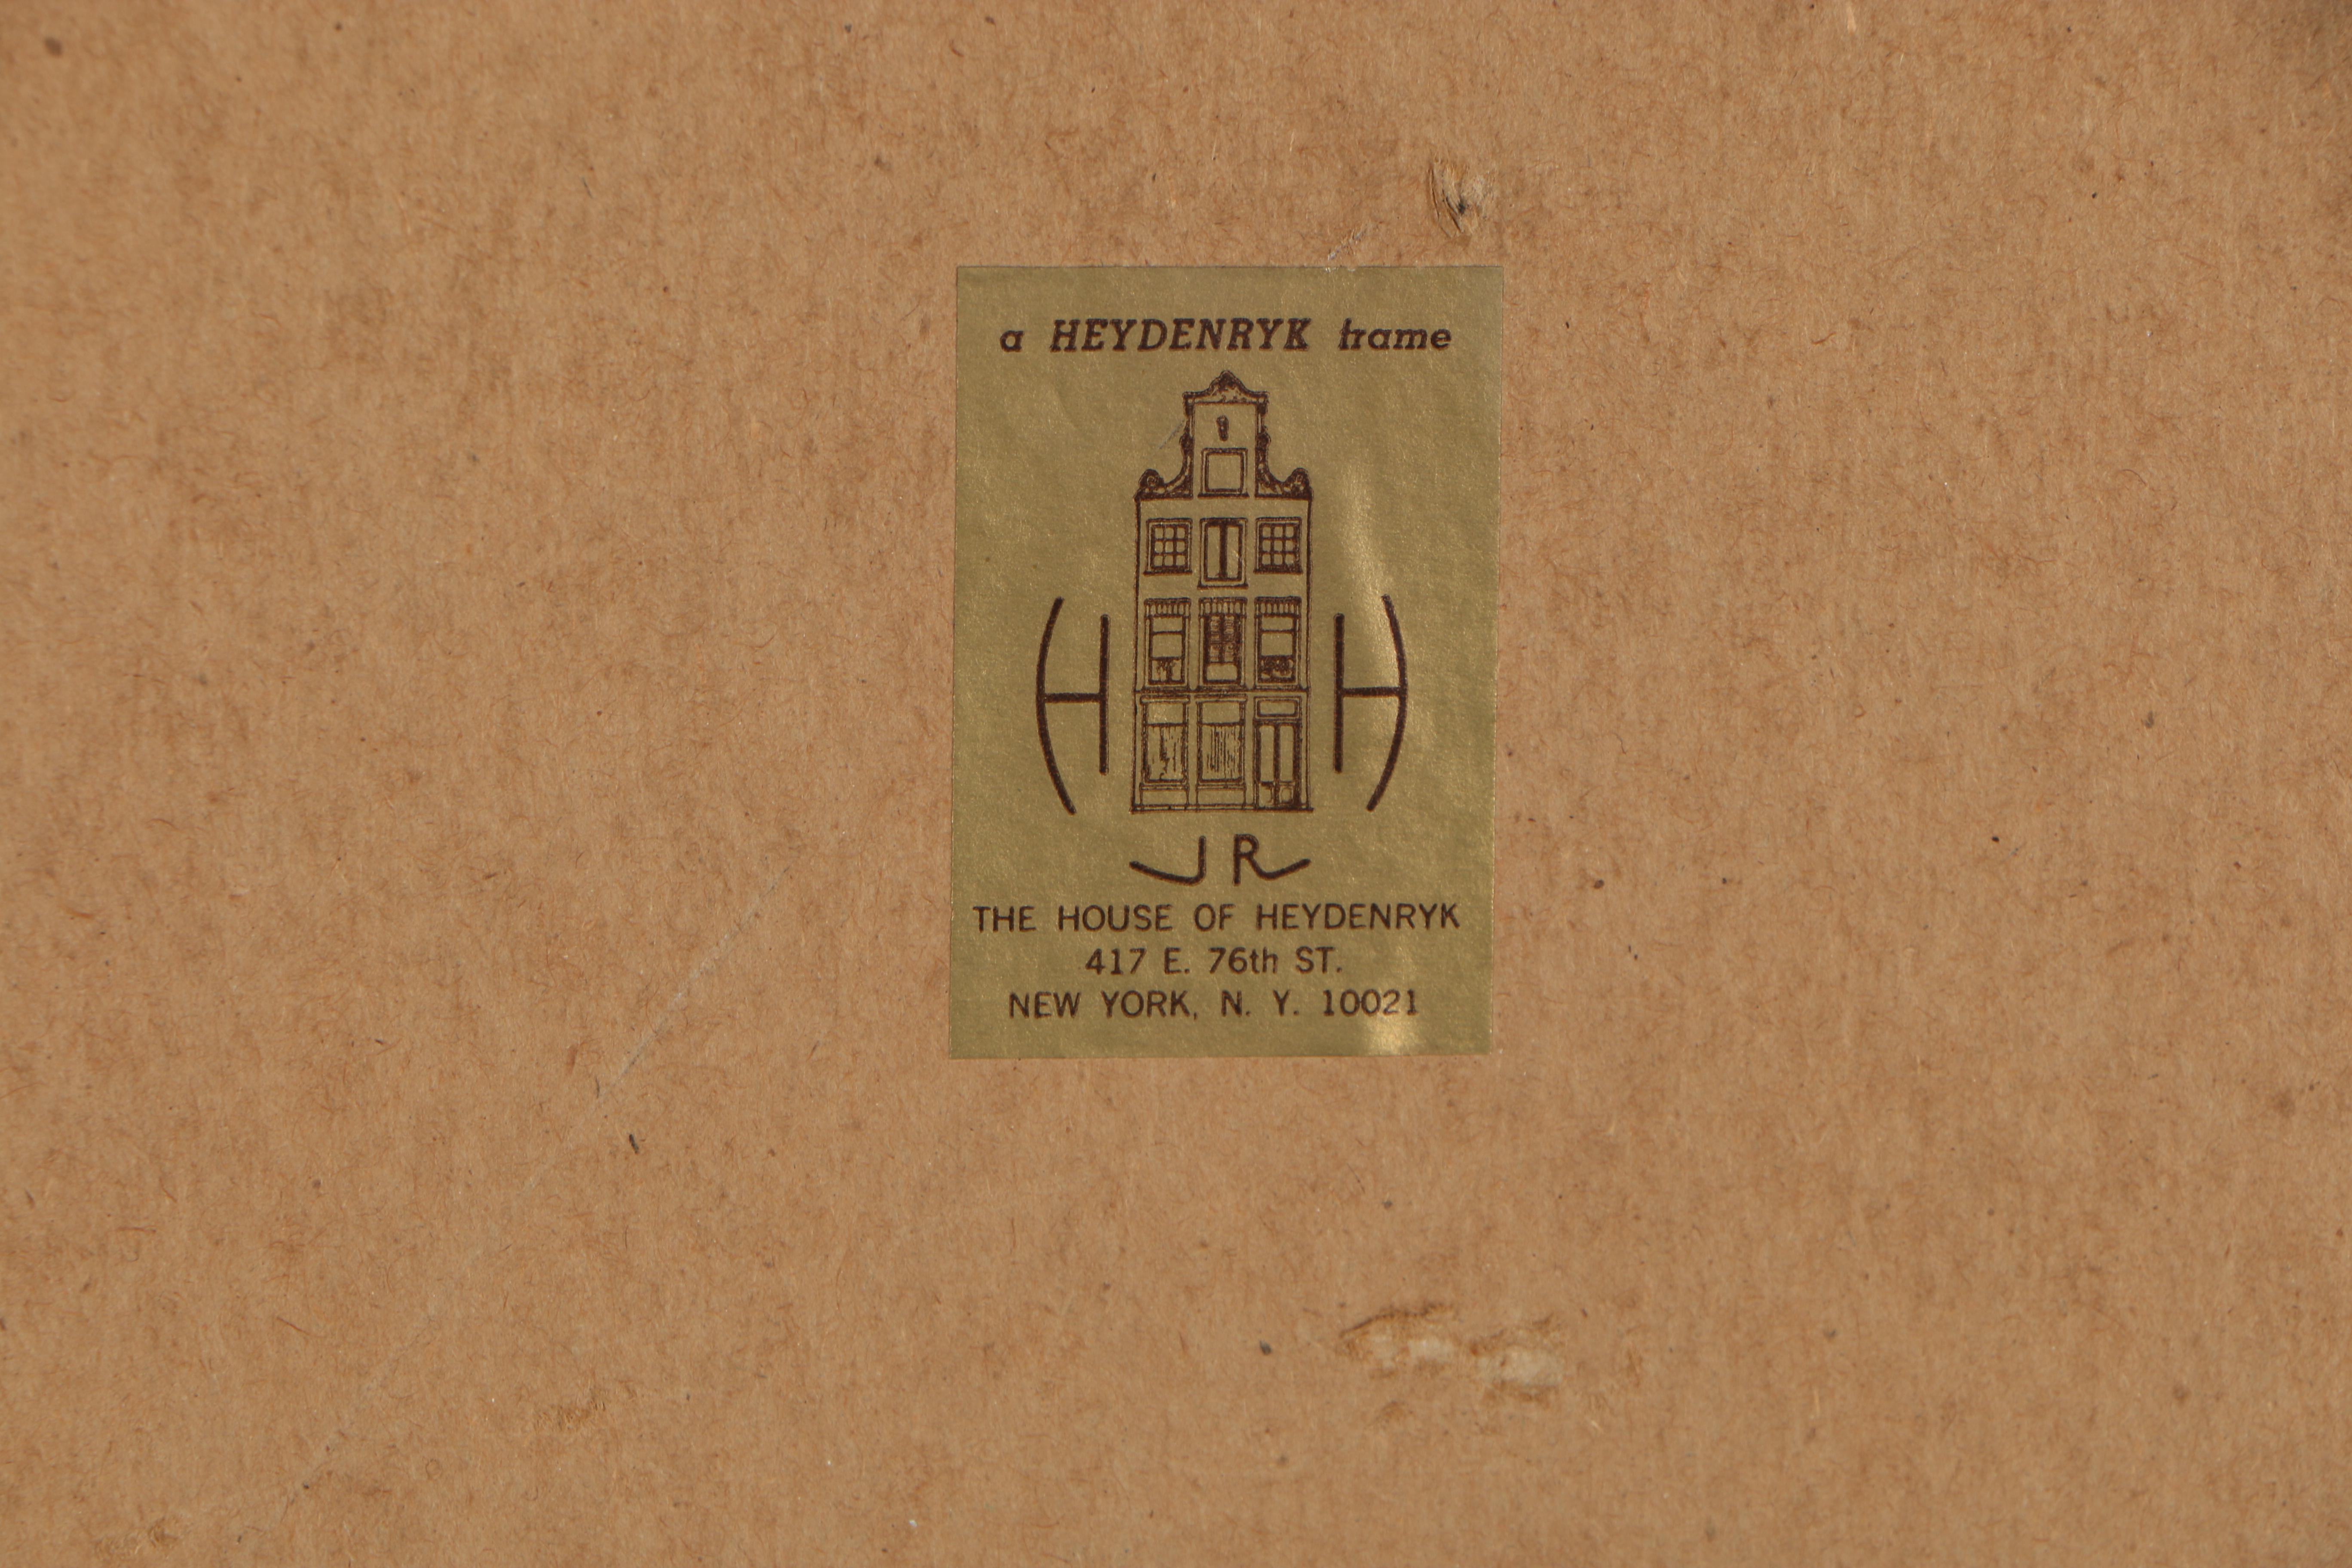 a HEYDENRYK frame
H H
JR
THE HOUSE OF HEYDENRYK
417 E. 76th ST.
NEW YORK, N. Y. 10021